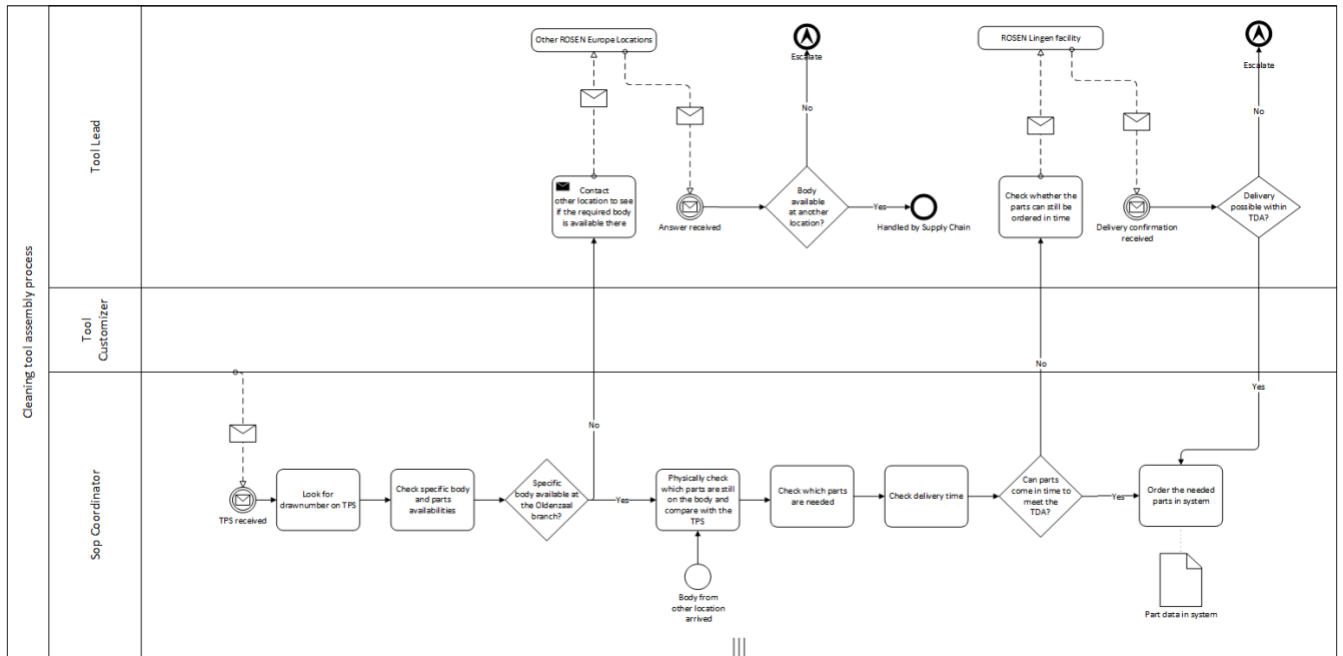 Cleaning tool assembly process
Tool Lead
Other ROSEN Europe Locations
Escalate
No
Contact
other location to see
if the required body
is available there
Answer received
Body
available
at another
location?
Yes
Handled by Supply Chain
ROSEN Lingen facility
Escalate
No
Check whether the
parts can still be
ordered in time
Delivery confirmation
received
Delivery
possible within
TDA?
Tool
Customizer
No
Yes
Sop Coordinator
TPS received
Look for
drawnumber on TPS
Check specific body
and parts
availabilities
Specific
body available at
the Oldenzaal
branch?
No
Yes
Physically check
which parts are still
on the body and
compare with the
TPS
Body from
other location
arrived
Check which parts
are needed
Check delivery time
Can parts
come in time to
meet the
TDA?
Yes
Order the needed
parts in system
Part data in system